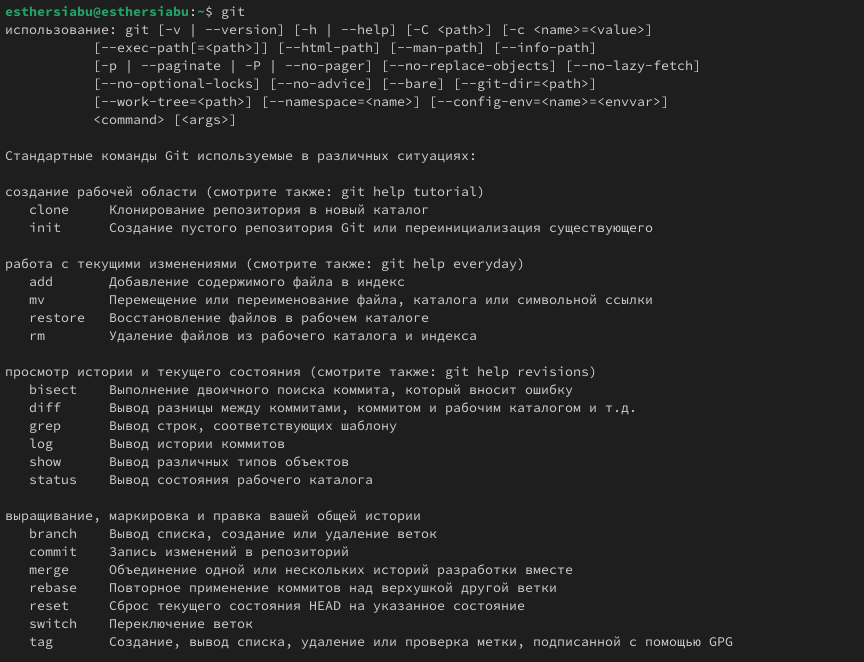 esthersiabu@esthersiabu:~$ git
использование: git [-v | --version] [-h | --help] [-C <path>] [-c <name>=<value>]
[--exec-path[=<path>]] [--html-path] [--man-path] [--info-path]
[-p | --paginate | -P | --no-pager] [--no-replace-objects] [--no-lazy-fetch]
[--no-optional-locks] [--no-advice] [--bare] [--git-dir=<path>]
[--work-tree=<path>] [--namespace=<name>] [--config-env=<name>=<envvar>]
<command> [<args>]
Стандартные команды Git используемые в различных ситуациях:
создание рабочей области (смотрите также: git help tutorial)
clone Клонирование репозитория в новый каталог
init Создание пустого репозитория Git или переинициализация существующего
работа с текущими изменениями (смотрите также: git help everyday)
add Добавление содержимого файла в индекс
mv Перемещение или переименование файла, каталога или символьной ссылки
restore Восстановление файлов в рабочем каталоге
rm Удаление файлов из рабочего каталога и индекса
просмотр истории и текущего состояния (смотрите также: git help revisions)
bisect Выполнение двоичного поиска коммита, который вносит ошибку
diff Вывод разницы между коммитами, коммитом и рабочим каталогом и т.д.
grep Вывод строк, соответствующих шаблону
log Вывод истории коммитов
show Вывод различных типов объектов
status Вывод состояния рабочего каталога
выращивание, маркировка и правка вашей общей истории
branch Вывод списка, создание или удаление веток
commit Запись изменений в репозиторий
merge Объединение одной или нескольких историй разработки вместе
rebase Повторное применение коммитов над верхушкой другой ветки
reset Сброс текущего состояния HEAD на указанное состояние
switch Переключение веток
tag Создание, вывод списка, удаление или проверка метки, подписанной с помощью GPG